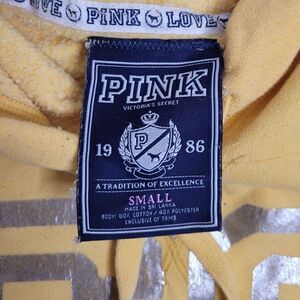 LOVE PINK LOVE
PINK
VICTORIA'S SECRET
P
19 86
A TRADITION OF EXCELLENCE
SMALL
MADE IN SRI LANKA
BODY: 60% COTTON / 40% POLYESTER
EXCLUSIVE OF TRIMS